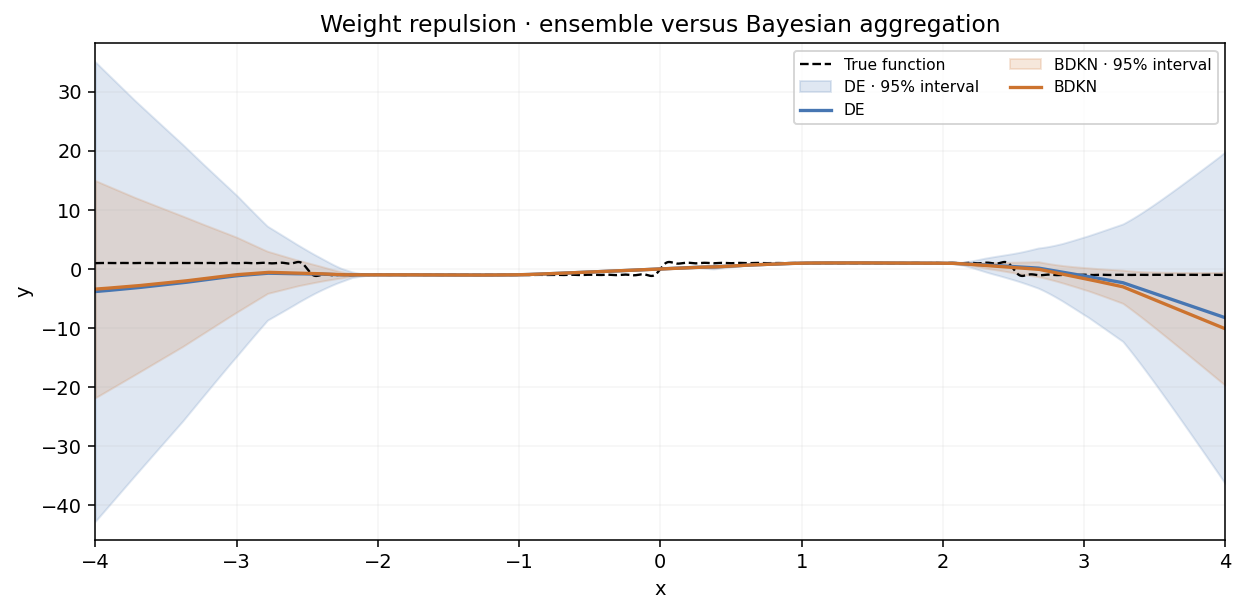 Weight repulsion · ensemble versus Bayesian aggregation
True function
DE · 95% interval
DE
BDKN · 95% interval
BDKN
y
30
20
10
0
−10
−20
−30
−40
−4
−3
−2
−1
0
1
2
3
4
x